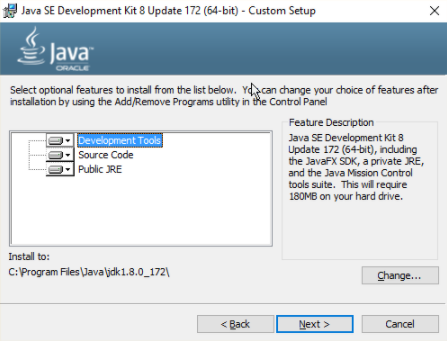 Java SE Development Kit 8 Update 172 (64-bit) - Custom Setup
Java
ORACLE
Select optional features to install from the list below. You can change your choice of features after
installation by using the Add/Remove Programs utility in the Control Panel
Development Tools
Source Code
Public JRE
Feature Description
Java SE Development Kit 8
Update 172 (64-bit), including
the JavaFX SDK, a private JRE,
and the Java Mission Control
tools suite. This will require
180MB on your hard drive.
Install to:
C:\Program Files\Java\jdk1.8.0_172\
Change...
< Back
Next >
Cancel